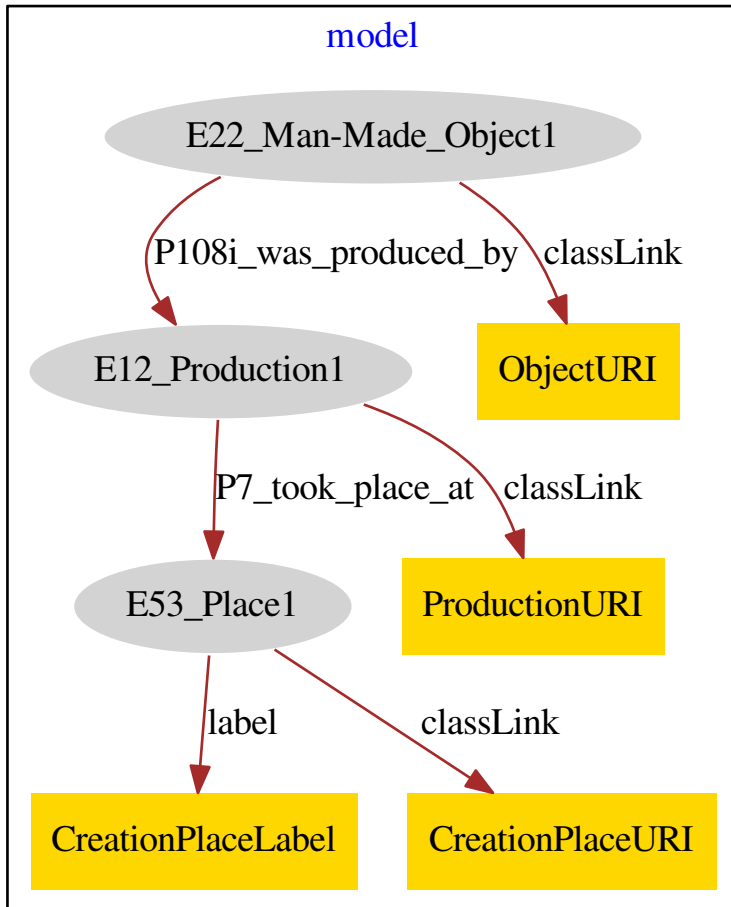 model
E22_Man-Made_Object1
P108i_was_produced_by classLink
E12_Production1 ObjectURI
P7_took_place_at classLink
E53_Place1 ProductionURI
label classLink
CreationPlaceLabel CreationPlaceURI